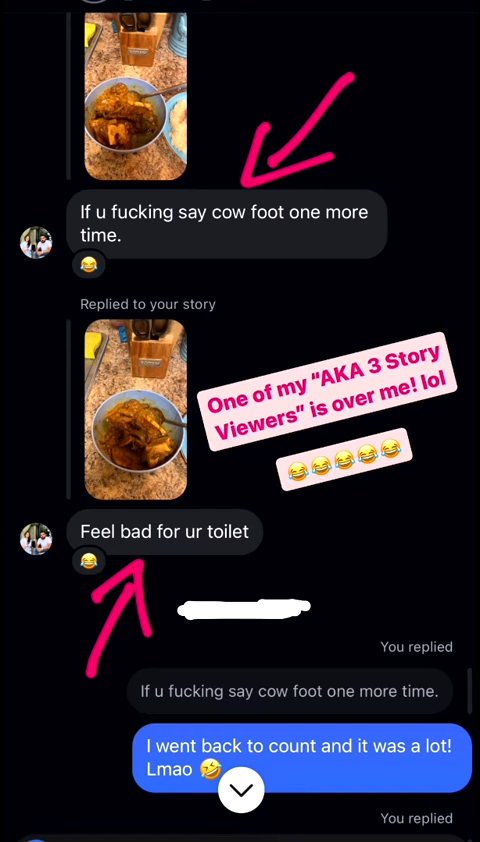 If u fucking say cow foot one more
time.
😂
Replied to your story
One of my “AKA 3 Story
Viewers” is over me! lol
😂😂😂😂😂
Feel bad for ur toilet
😂
You replied
If u fucking say cow foot one more time.
I went back to count and it was a lot!
Lmao 🤣
You replied